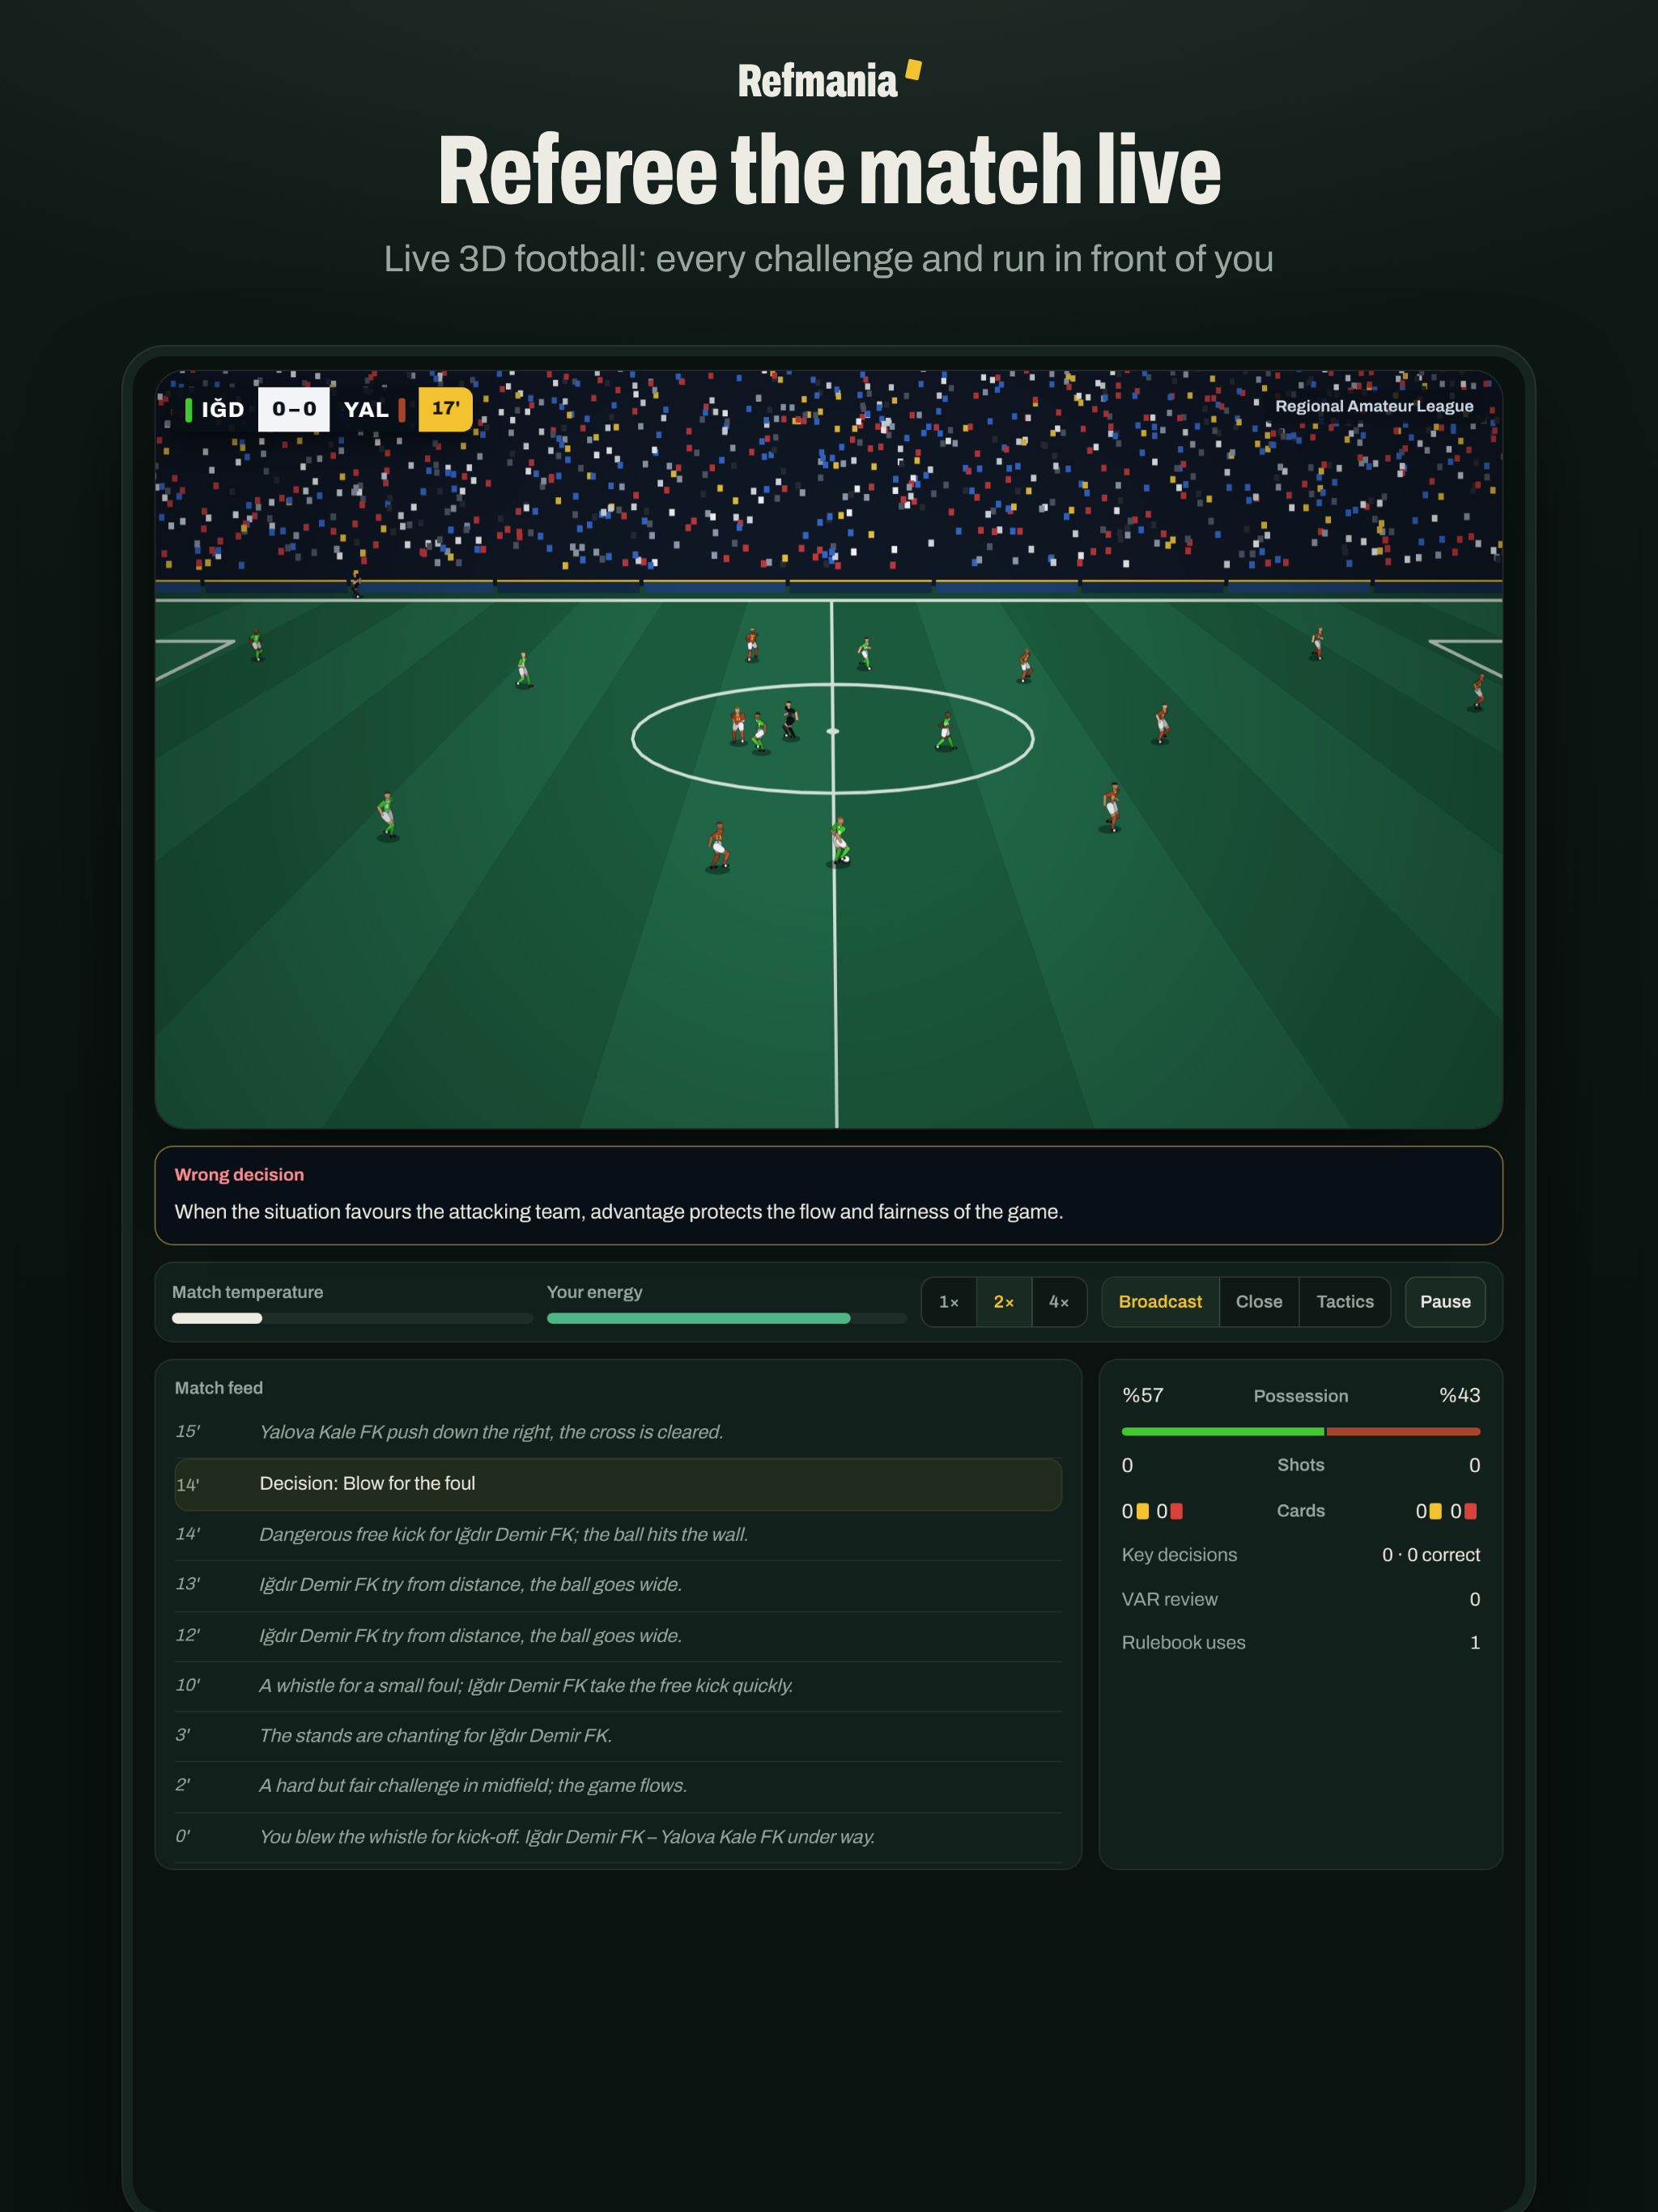 Refmania
Referee the match live
Live 3D football: every challenge and run in front of you
IĞD 0–0 YAL 17'
Regional Amateur League
Wrong decision
When the situation favours the attacking team, advantage protects the flow and fairness of the game.
Match temperature
Your energy
1× 2× 4×
Broadcast Close Tactics
Pause
Match feed
15' Yalova Kale FK push down the right, the cross is cleared.
14' Decision: Blow for the foul
14' Dangerous free kick for Iğdır Demir FK; the ball hits the wall.
13' Iğdır Demir FK try from distance, the ball goes wide.
12' Iğdır Demir FK try from distance, the ball goes wide.
10' A whistle for a small foul; Iğdır Demir FK take the free kick quickly.
3' The stands are chanting for Iğdır Demir FK.
2' A hard but fair challenge in midfield; the game flows.
0' You blew the whistle for kick-off. Iğdır Demir FK – Yalova Kale FK under way.
%57 Possession %43
0 Shots 0
0 0 Cards 0 0
Key decisions 0 · 0 correct
VAR review 0
Rulebook uses 1